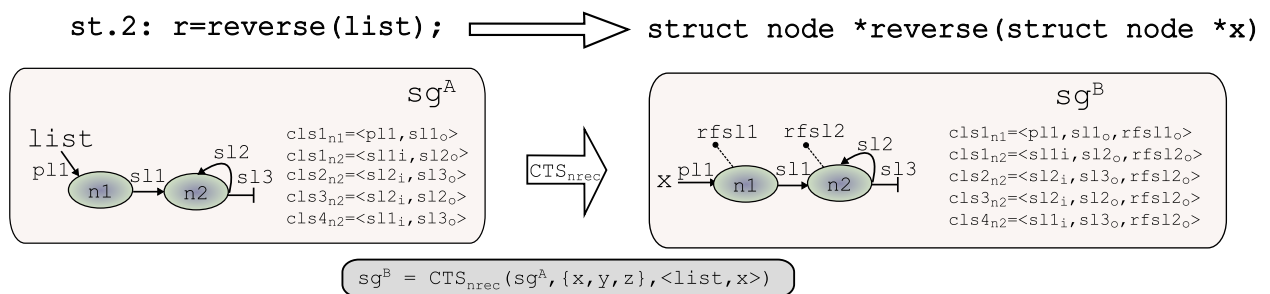 st.2: r=reverse(list);
struct node *reverse(struct node *x)
sgA
list
pl1
sl1
sl2
sl3
n1
n2
cls1n1=<pl1,sl1o>
cls1n2=<sl1i,sl2o>
cls2n2=<sl2i,sl3o>
cls3n2=<sl2i,sl2o>
cls4n2=<sl1i,sl3o>
CTSnrec
sgB
rfsl1
rfsl2
x
pl1
sl1
sl2
sl3
n1
n2
cls1n1=<pl1,sl1o,rfsl1o>
cls1n2=<sl1i,sl2o,rfsl2o>
cls2n2=<sl2i,sl3o,rfsl2o>
cls3n2=<sl2i,sl2o,rfsl2o>
cls4n2=<sl1i,sl3o,rfsl2o>
sgB = CTSnrec(sgA,{x,y,z},<list,x>)